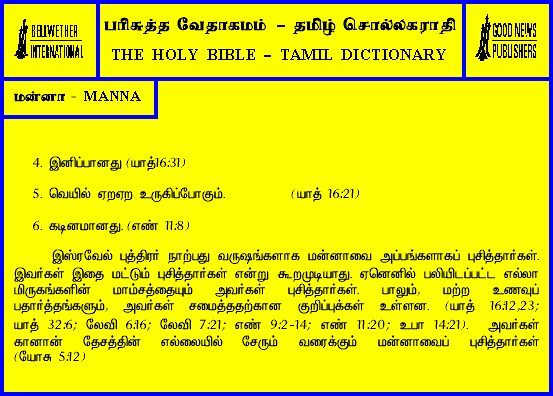 BELLWETHER
INTERNATIONAL
பரிசுத்த வேதாகமம் – தமிழ் சொல்லகராதி
THE HOLY BIBLE – TAMIL DICTIONARY
GOOD NEWS
PUBLISHERS
மன்னா - MANNA
4. இனிப்பானது (யாத்16:31)
5. வெயில் ஏறஏற உருகிப்போகும். (யாத் 16:21)
6. கடினமானது. (எண் 11:8)
இஸ்ரவேல் புத்திரர் நாற்பது வருஷங்களாக மன்னாவை அப்பங்களாகப் புசித்தார்கள்.
இவர்கள் இதை மட்டும் புசித்தார்கள் என்று கூறமுடியாது. ஏனெனில் பலியிடப்பட்ட எல்லா
மிருகங்களின் மாம்சத்தையும் அவர்கள் புசித்தார்கள். பாலும், மற்ற உணவுப்
பதார்த்தங்களும், அவர்கள் சமைத்ததற்கான குறிப்புக்கள் உள்ளன. (யாத் 16:12,23;
யாத் 32:6; லேவி 6:16; லேவி 7:21; எண் 9:2-14; எண் 11:20; உபா 14:21). அவர்கள்
கானான் தேசத்தின் எல்லையில் சேரும் வரைக்கும் மன்னாவைப் புசித்தார்கள்
(யோசு 5:12)